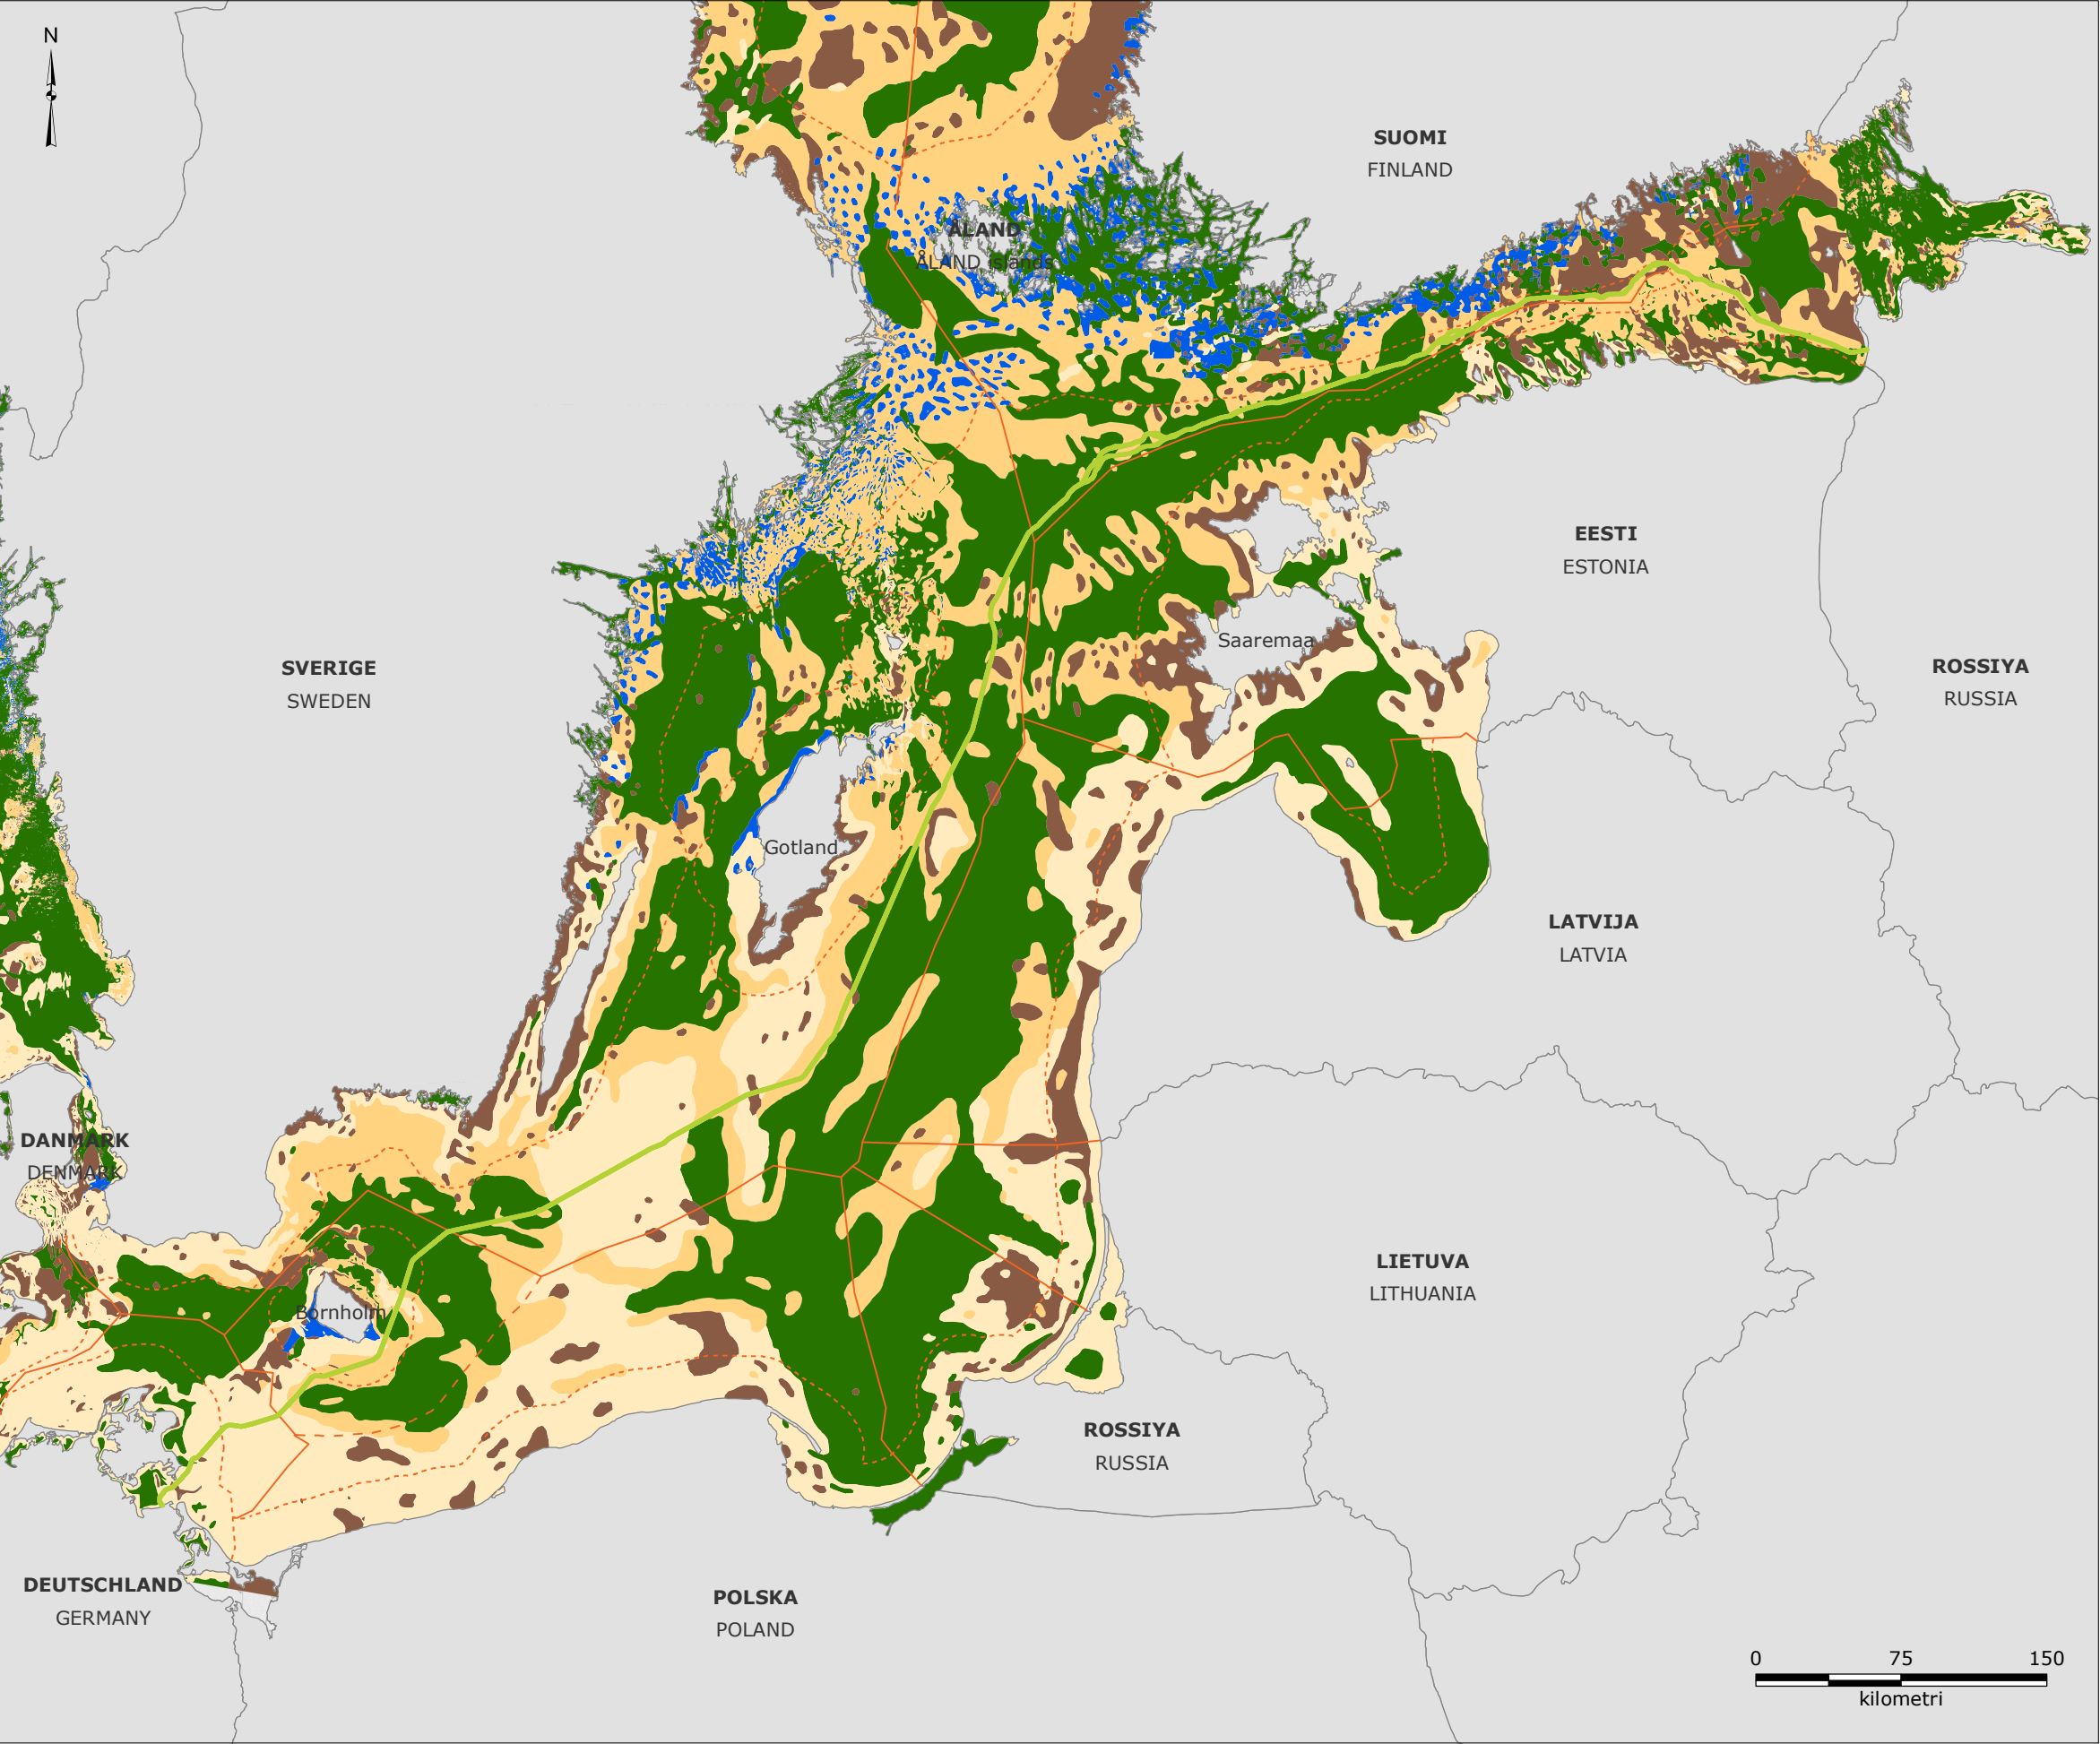 N
SUOMI
FINLAND
ÅLAND
ÅLAND islands
EESTI
ESTONIA
Saaremaa
SVERIGE
SWEDEN
ROSSIYA
RUSSIA
Gotland
LATVIJA
LATVIA
DANMARK
DENMARK
LIETUVA
LITHUANIA
Bornholm
ROSSIYA
RUSSIA
DEUTSCHLAND
GERMANY
POLSKA
POLAND
0 75 150
kilometri